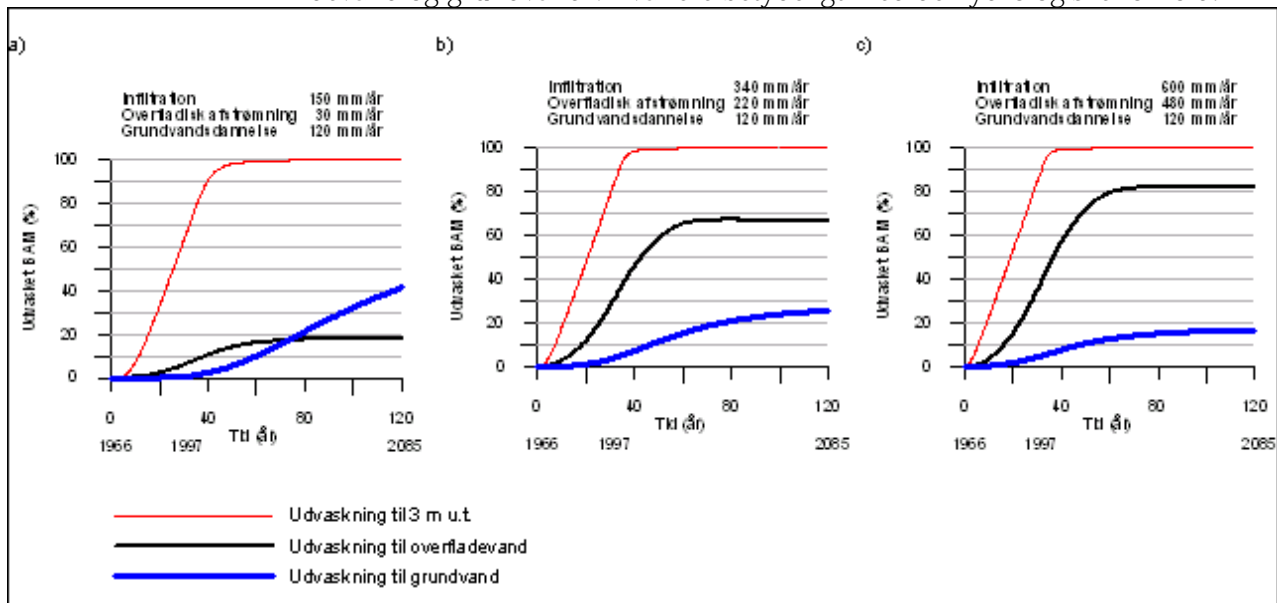 a)
Infiltration 150 mm/år
Overfladisk afstrømning 30 mm/år
Grundvandsdannelse 120 mm/år
Udvasket BAM (%)
100
80
60
40
20
0
0 40 80 120
Tid (år)
1966 1997 2085
b)
Infiltration 340 mm/år
Overfladisk afstrømning 220 mm/år
Grundvandsdannelse 120 mm/år
Udvasket BAM (%)
100
80
60
40
20
0
0 40 80 120
Tid (år)
1966 1997 2085
c)
Infiltration 600 mm/år
Overfladisk afstrømning 480 mm/år
Grundvandsdannelse 120 mm/år
Udvasket BAM (%)
100
80
60
40
20
0
0 40 80 120
Tid (år)
1966 1997 2085
Udvaskning til 3 m u.t.
Udvaskning til overfladevand
Udvaskning til grundvand